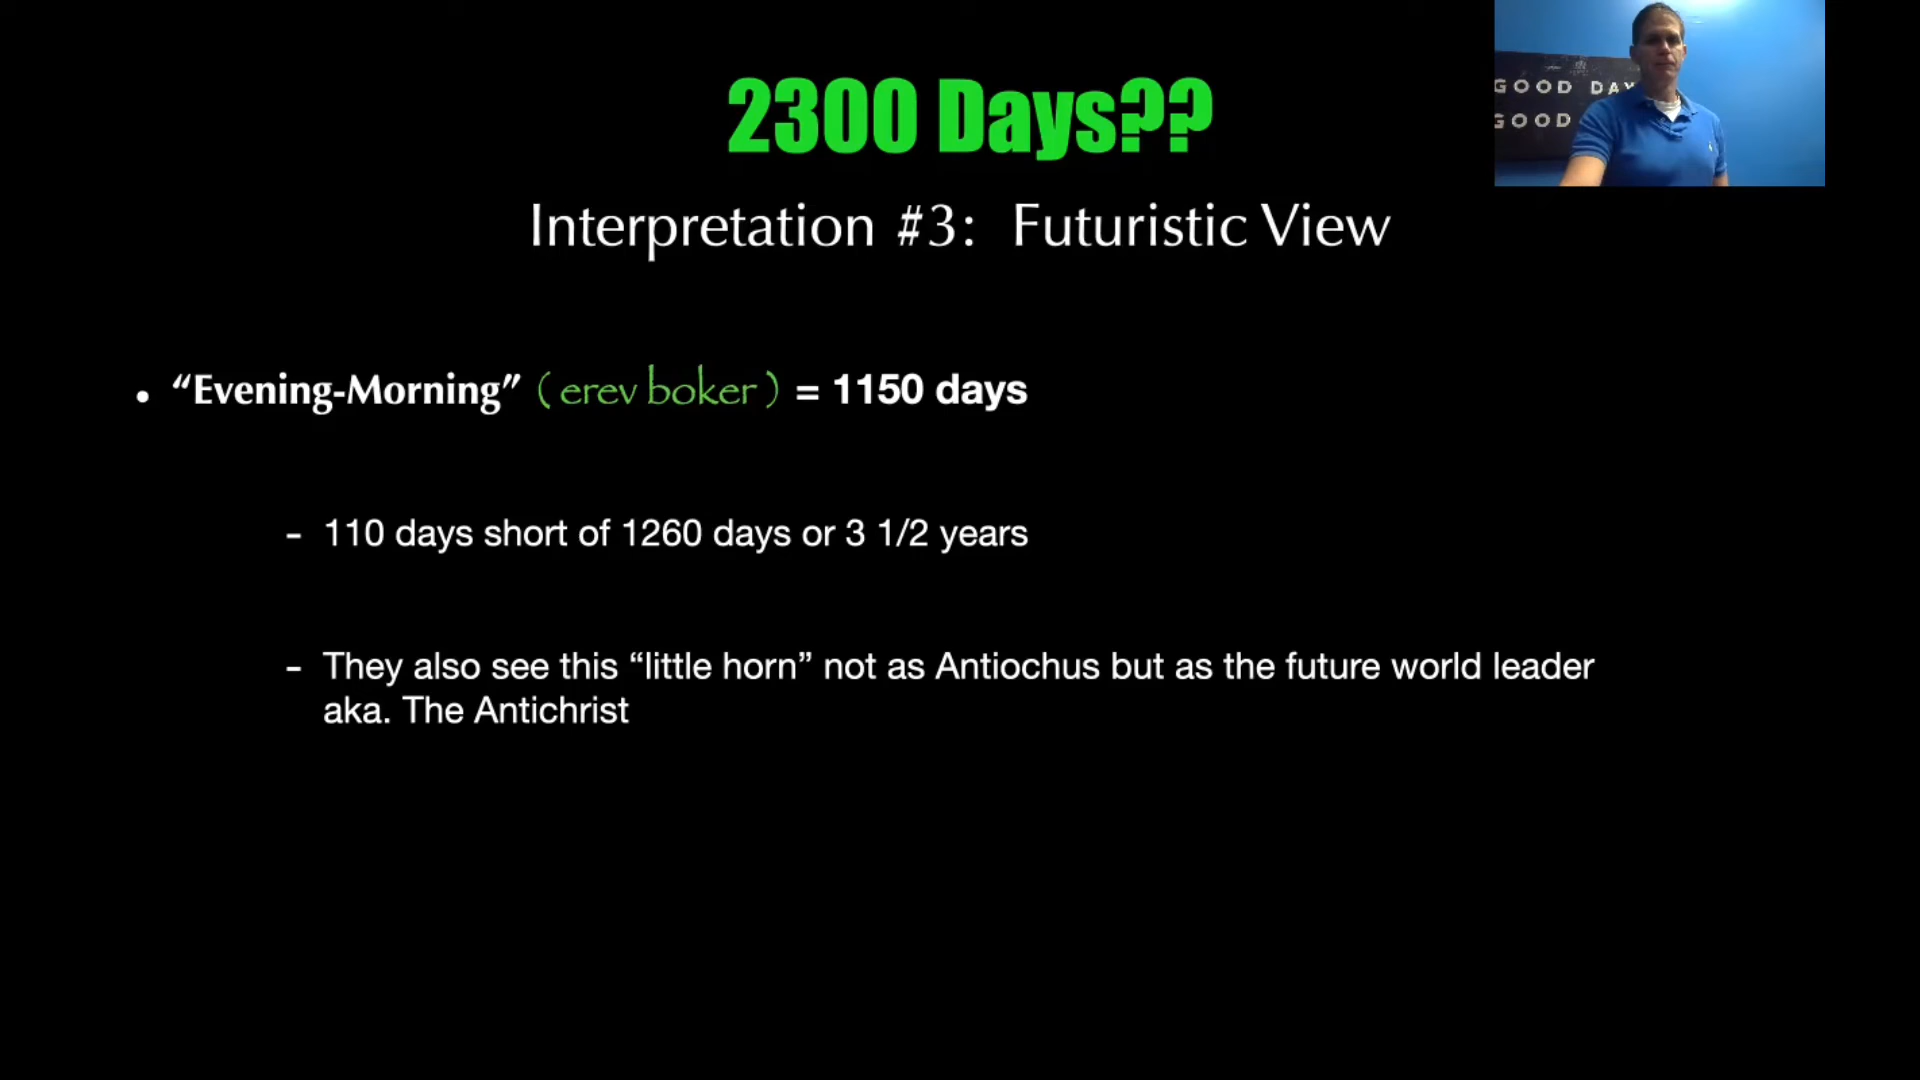 2300 Days??
GOOD DAY
GOOD
Interpretation #3: Futuristic View
• “Evening-Morning” ( erev boker ) = 1150 days
- 110 days short of 1260 days or 3 1/2 years
- They also see this “little horn” not as Antiochus but as the future world leader
aka. The Antichrist